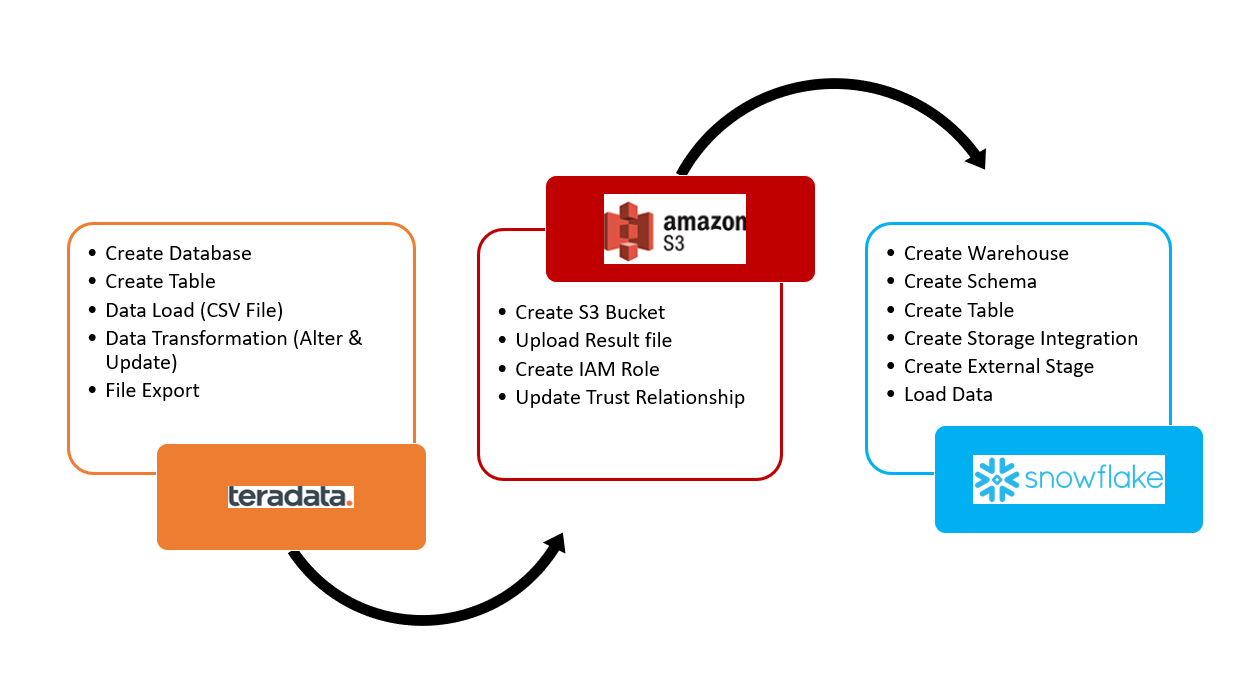 • Create Database
• Create Table
• Data Load (CSV File)
• Data Transformation (Alter &
Update)
• File Export
teradata.
amazon
S3
• Create S3 Bucket
• Upload Result file
• Create IAM Role
• Update Trust Relationship
• Create Warehouse
• Create Schema
• Create Table
• Create Storage Integration
• Create External Stage
• Load Data
snowflake